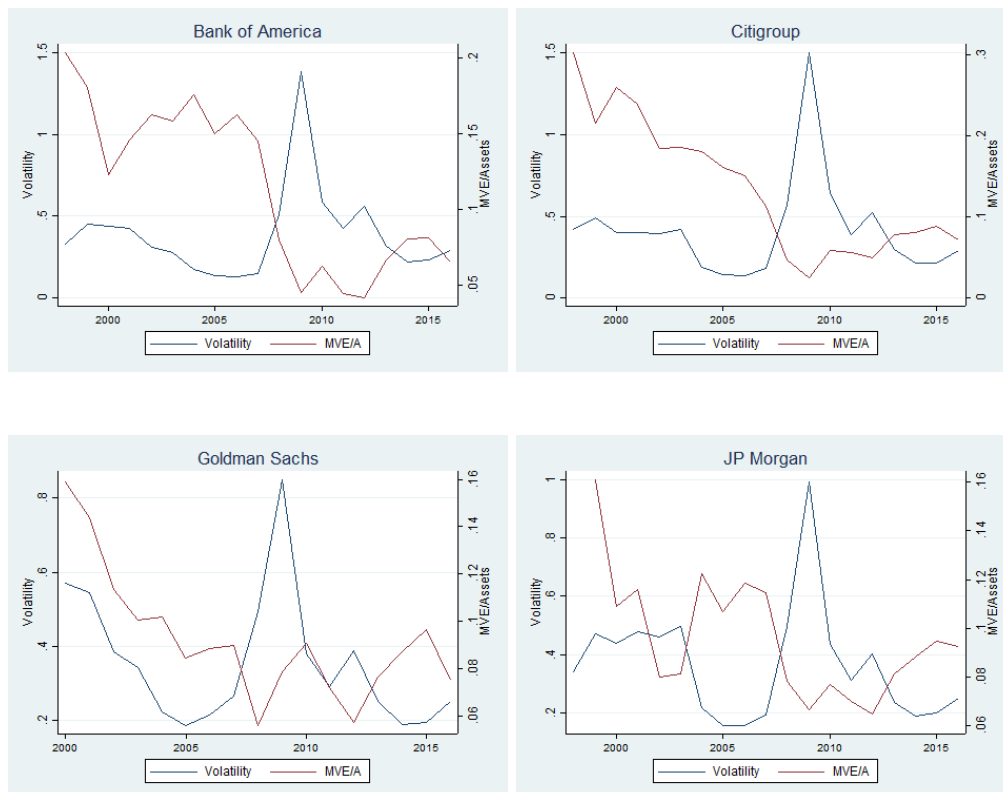 Bank of America
Volatility
0 .5 1 1.5
MVE/Assets
.05 .1 .15 .2
2000 2005 2010 2015
Volatility MVE/A
Citigroup
Volatility
0 .5 1 1.5
MVE/Assets
0 .1 .2 .3
2000 2005 2010 2015
Volatility MVE/A
Goldman Sachs
Volatility
.2 .4 .6 .8
MVE/Assets
.06 .08 .1 .12 .14 .16
2000 2005 2010 2015
Volatility MVE/A
JP Morgan
Volatility
.2 .4 .6 .8 1
MVE/Assets
.06 .08 .1 .12 .14 .16
2000 2005 2010 2015
Volatility MVE/A